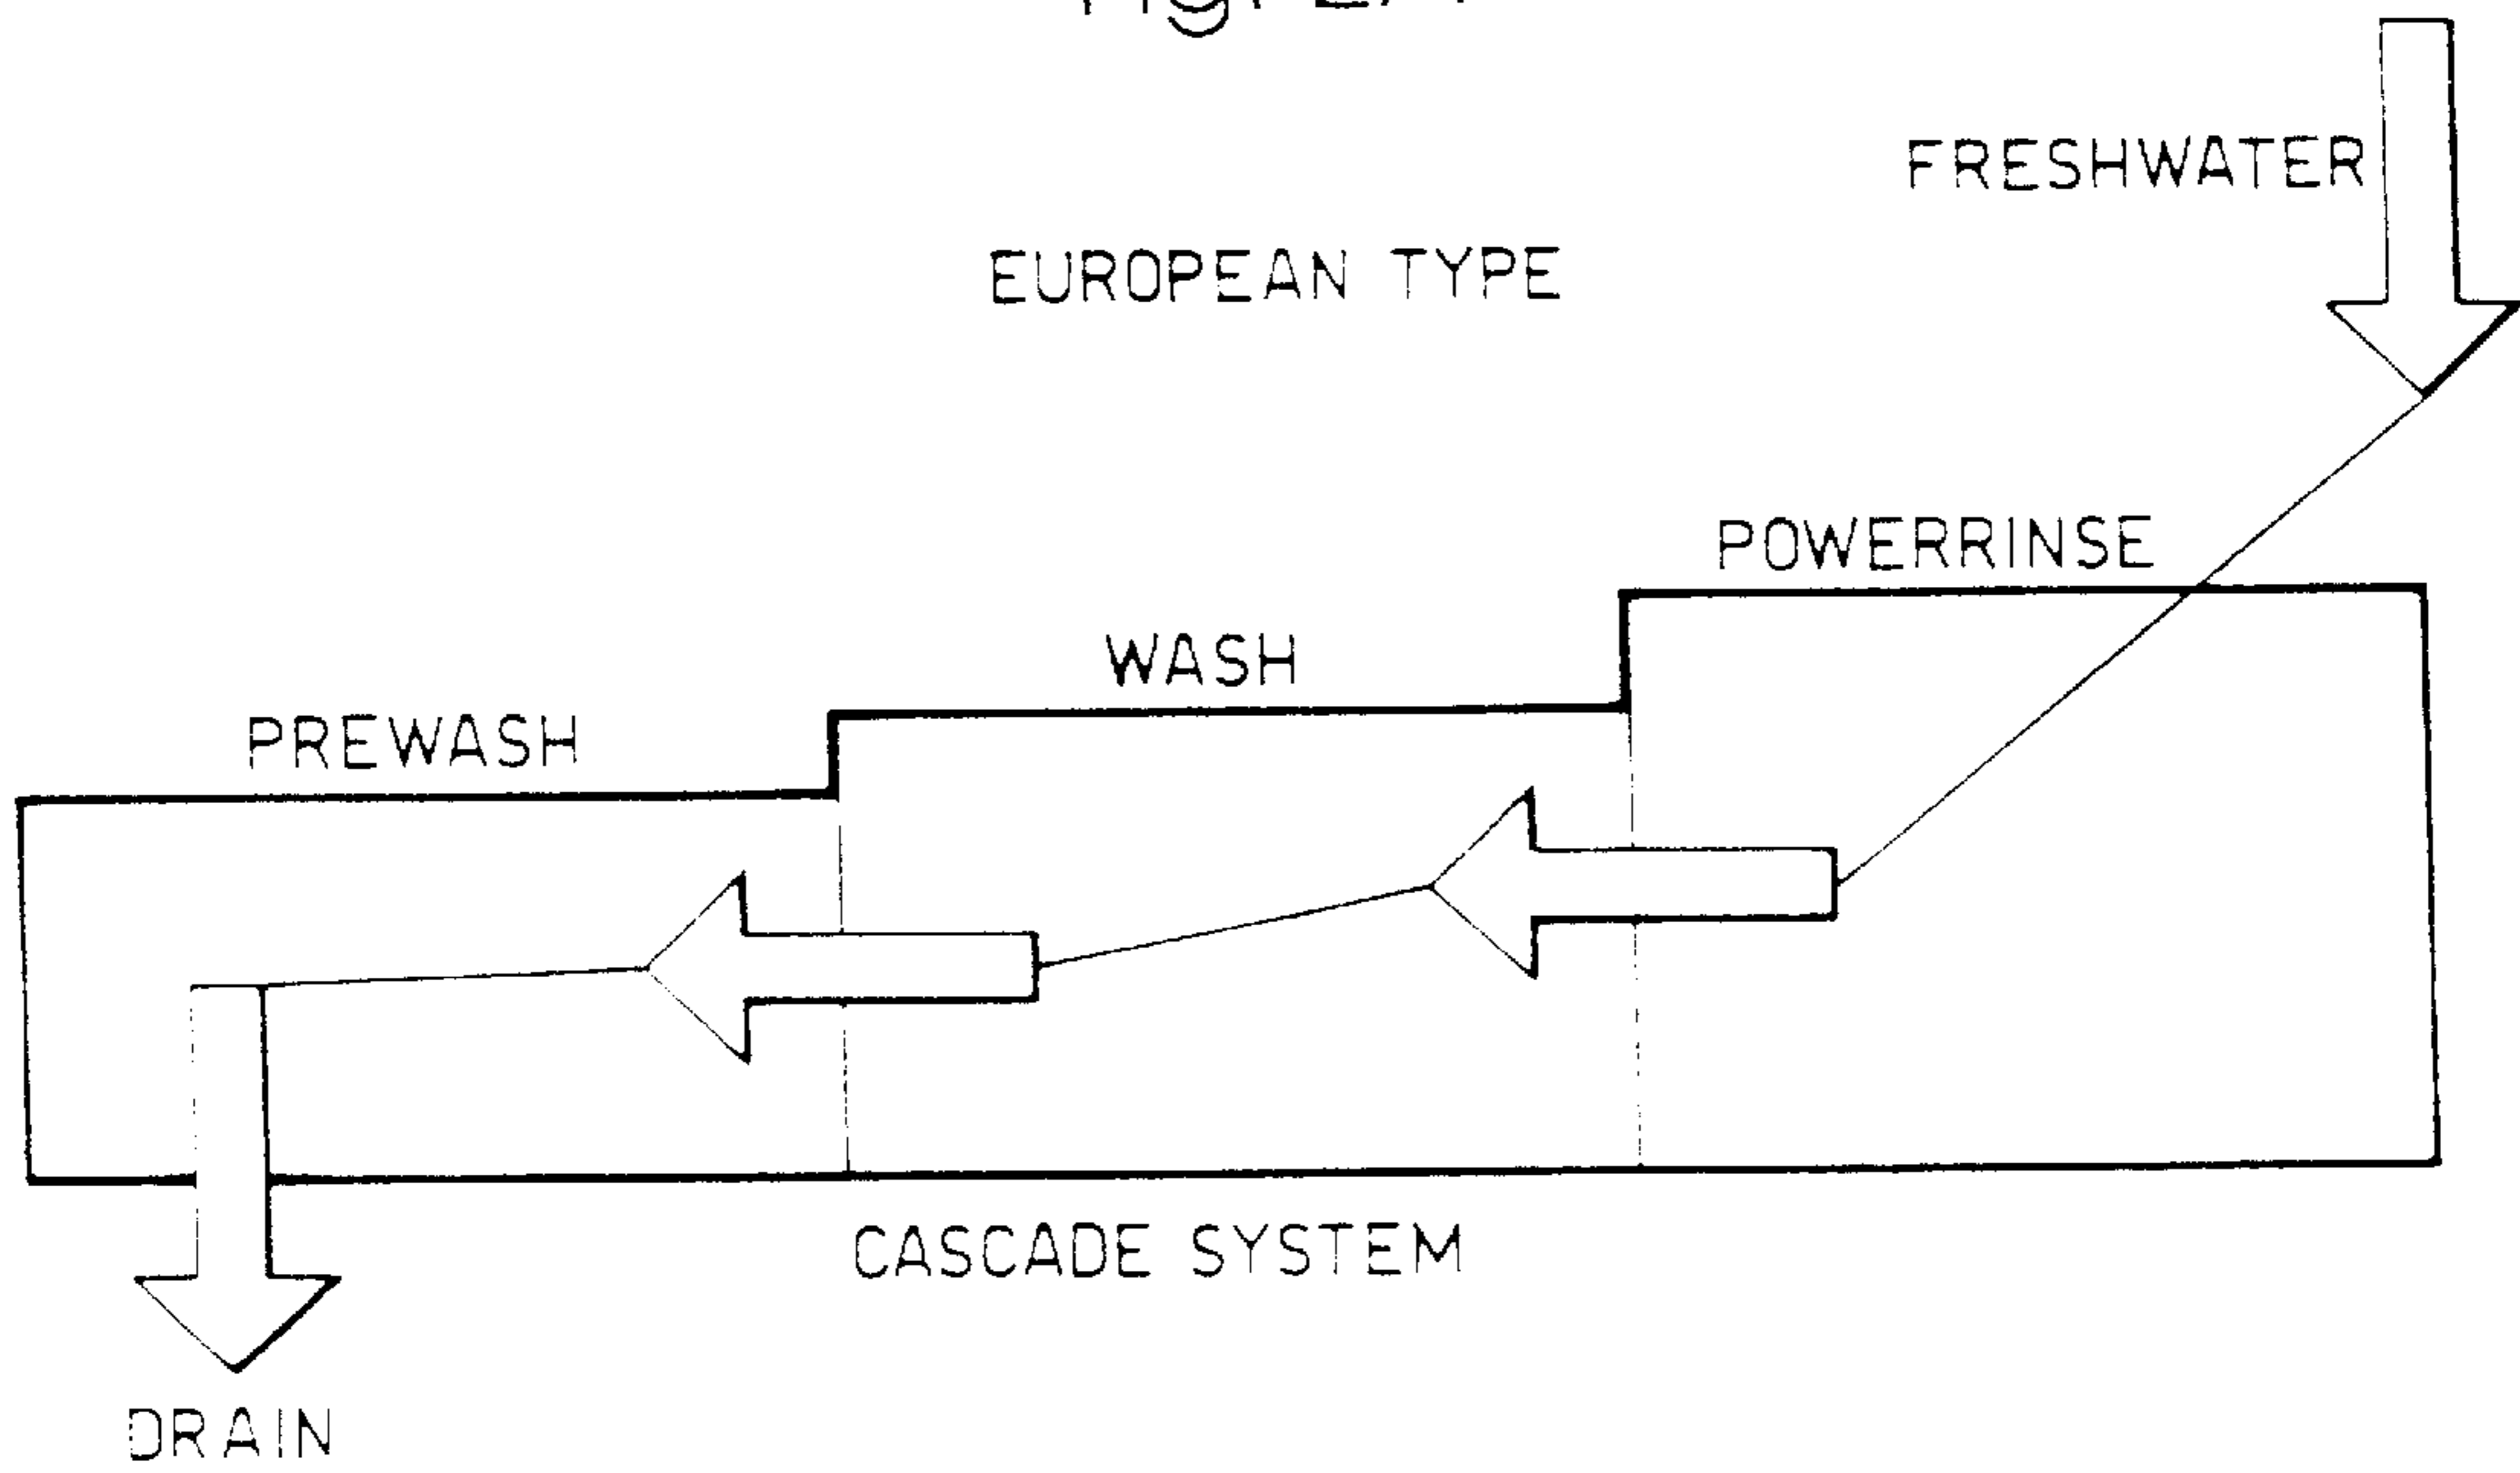 FRESHWATER
EUROPEAN TYPE
POWERRINSE
WASH
PREWASH
CASCADE SYSTEM
DRAIN